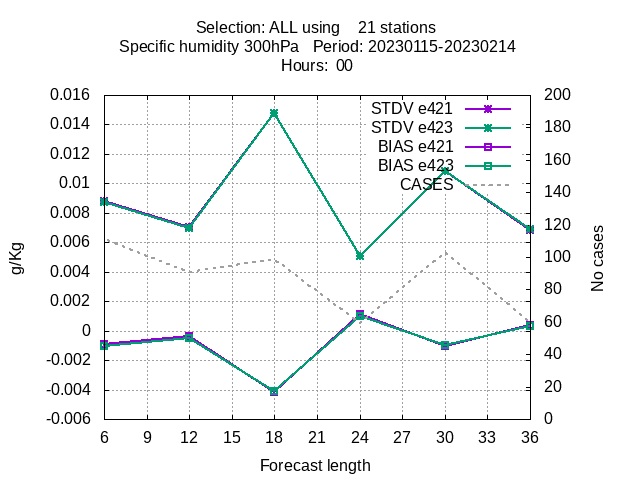 Selection: ALL using    21 stations
Specific humidity 300hPa   Period: 20230115-20230214
Hours:  00
STDV e421
STDV e423
BIAS e421
BIAS e423
CASES
g/Kg
0.016
0.014
0.012
0.01
0.008
0.006
0.004
0.002
0
-0.002
-0.004
-0.006
No cases
200
180
160
140
120
100
80
60
40
20
0
6 9 12 15 18 21 24 27 30 33 36
Forecast length